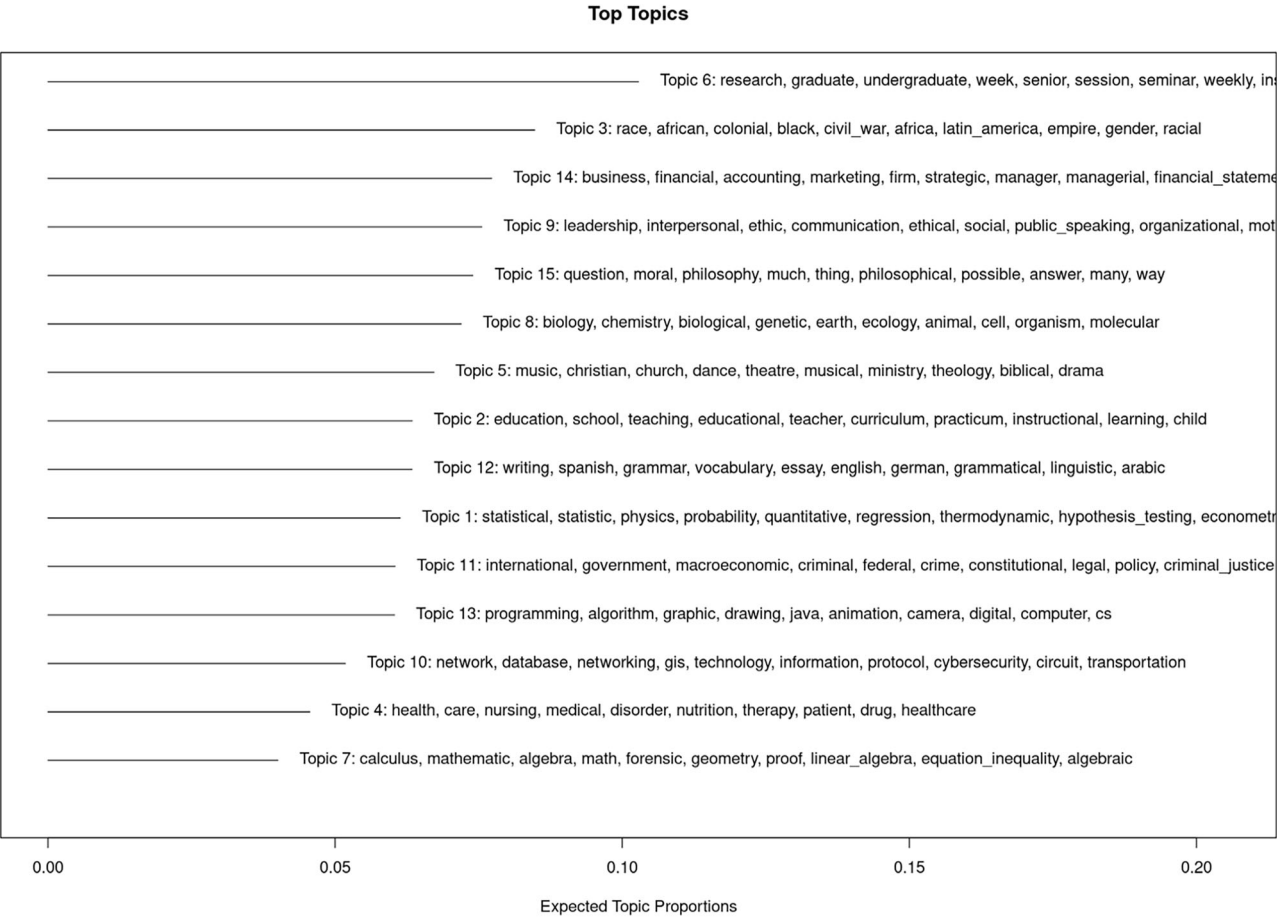 Top Topics
Topic 6: research, graduate, undergraduate, week, senior, session, seminar, weekly,
Topic 3: race, african, colonial, black, civil_war, africa, latin_america, empire, gender, racial
Topic 14: business, financial, accounting, marketing, firm, strategic, manager, managerial, financial_stateme
Topic 9: leadership, interpersonal, ethic, communication, ethical, social, public_speaking, organizational, mot
Topic 15: question, moral, philosophy, much, thing, philosophical, possible, answer, many, way
Topic 8: biology, chemistry, biological, genetic, earth, ecology, animal, cell, organism, molecular
Topic 5: music, christian, church, dance, theatre, musical, ministry, theology, biblical, drama
Topic 2: education, school, teaching, educational, teacher, curriculum, practicum, instructional, learning, child
Topic 12: writing, spanish, grammar, vocabulary, essay, english, german, grammatical, linguistic, arabic
Topic 1: statistical, statistic, physics, probability, quantitative, regression, thermodynamic, hypothesis_testing, econometr
Topic 11: international, government, macroeconomic, criminal, federal, crime, constitutional, legal, policy, criminal_justice
Topic 13: programming, algorithm, graphic, drawing, java, animation, camera, digital, computer, cs
Topic 10: network, database, networking, gis, technology, information, protocol, cybersecurity, circuit, transportation
Topic 4: health, care, nursing, medical, disorder, nutrition, therapy, patient, drug, healthcare
Topic 7: calculus, mathematic, algebra, math, forensic, geometry, proof, linear_algebra, equation_inequality, algebraic
0.00 0.05 0.10 0.15 0.20
Expected Topic Proportions